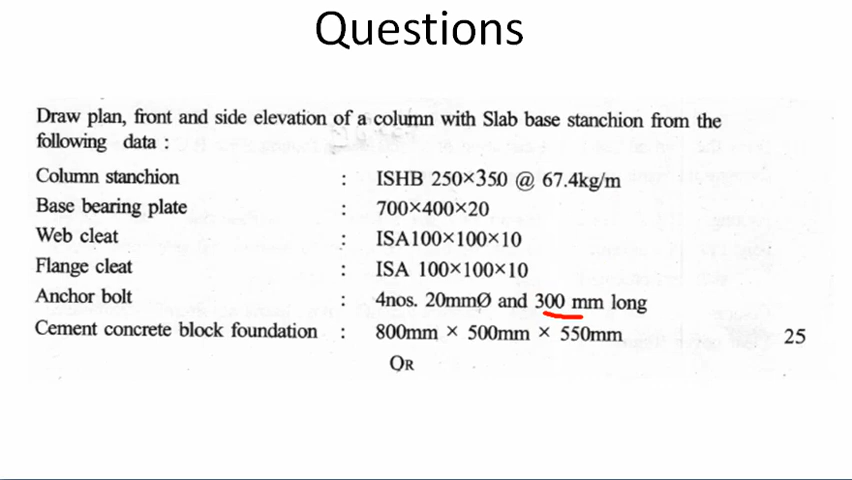 Questions
Draw plan, front and side elevation of a column with Slab base stanchion from the
following data :
Column stanchion : ISHB 250×350 @ 67.4kg/m
Base bearing plate : 700×400×20
Web cleat : ISA100×100×10
Flange cleat : ISA 100×100×10
Anchor bolt : 4nos. 20mmØ and 300 mm long
Cement concrete block foundation : 800mm × 500mm × 550mm 25
OR